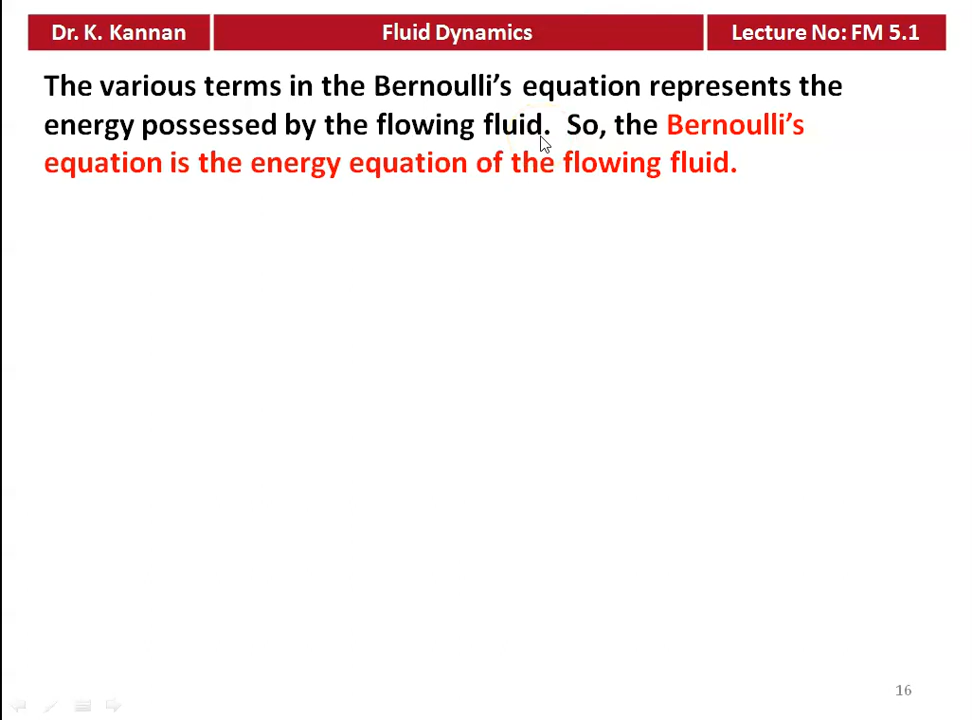 Dr. K. Kannan
Fluid Dynamics
Lecture No: FM 5.1
The various terms in the Bernoulli’s equation represents the
energy possessed by the flowing fluid. So, the Bernoulli’s
equation is the energy equation of the flowing fluid.
16